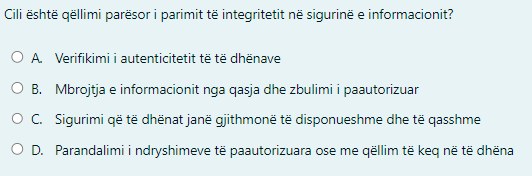 Cili është qëllimi parësor i parimit të integritetit në sigurinë e informacionit?
A. Verifikimi i autenticitetit të të dhënave
B. Mbrojtja e informacionit nga qasja dhe zbulimi i paautorizuar
C. Sigurimi që të dhënat janë gjithmonë të disponueshme dhe të qasshme
D. Parandalimi i ndryshimeve të paautorizuara ose me qëllim të keq në të dhëna